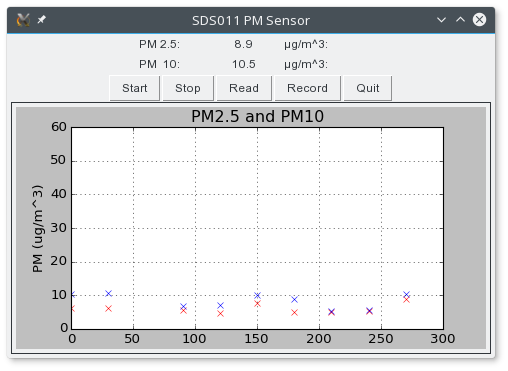 SDS011 PM Sensor
PM 2.5: 8.9 µg/m^3:
PM 10: 10.5 µg/m^3:
Start Stop Read Record Quit
PM2.5 and PM10
60
50
40
30
20
10
0
PM (ug/m^3)
0 50 100 150 200 250 300